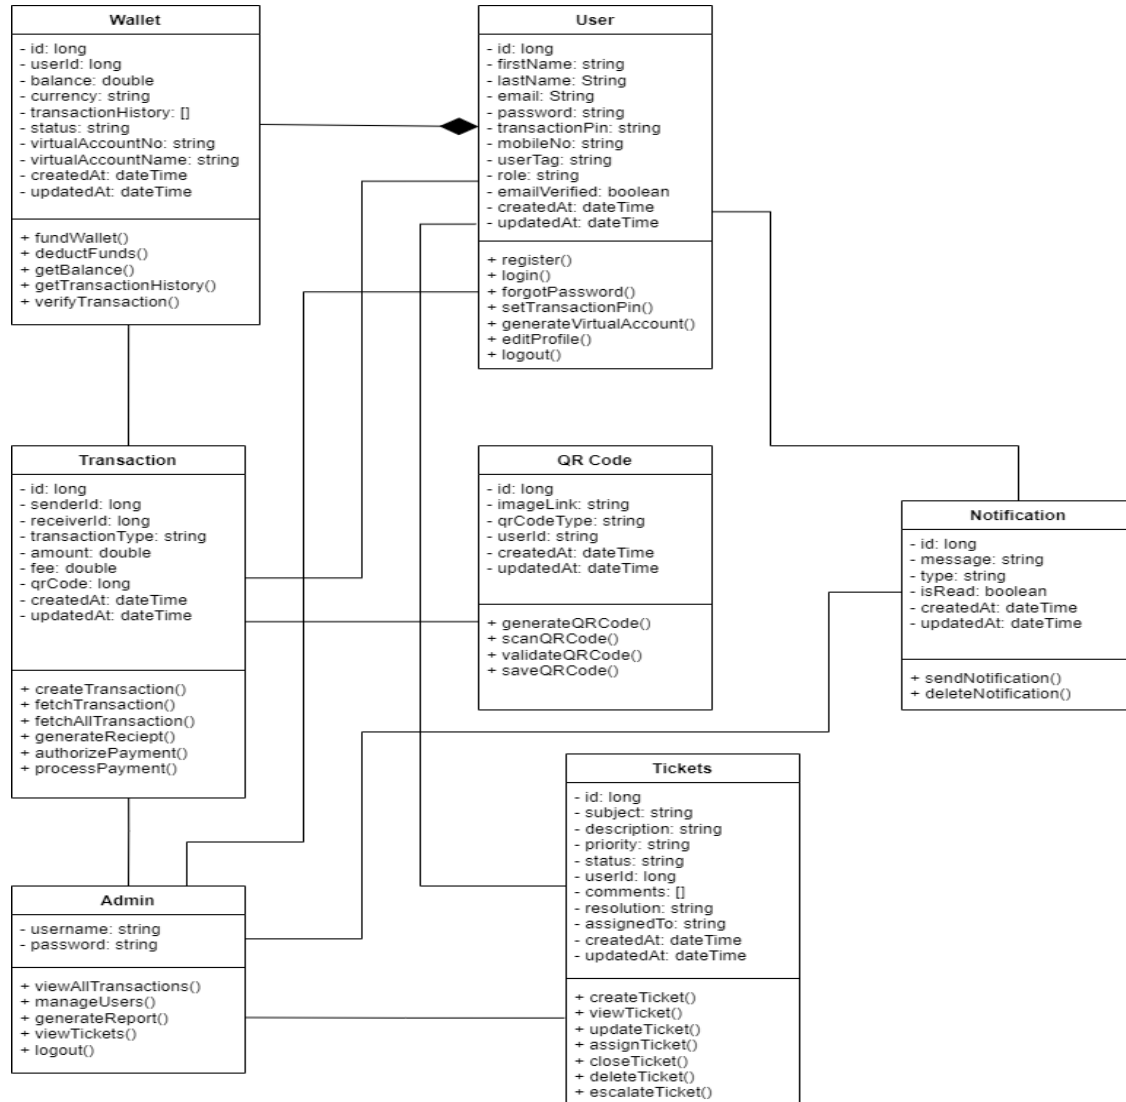 Wallet
- id: long
- userId: long
- balance: double
- currency: string
- transactionHistory: []
- status: string
- virtualAccountNo: string
- virtualAccountName: string
- createdAt: dateTime
- updatedAt: dateTime
+ fundWallet()
+ deductFunds()
+ getBalance()
+ getTransactionHistory()
+ verifyTransaction()
User
- id: long
- firstName: string
- lastName: String
- email: String
- password: string
- transactionPin: string
- mobileNo: string
- userTag: string
- role: string
- emailVerified: boolean
- createdAt: dateTime
- updatedAt: dateTime
+ register()
+ login()
+ forgotPassword()
+ setTransactionPin()
+ generateVirtualAccount()
+ editProfile()
+ logout()
Transaction
- id: long
- senderId: long
- receiverId: long
- transactionType: string
- amount: double
- fee: double
- qrCode: long
- createdAt: dateTime
- updatedAt: dateTime
+ createTransaction()
+ fetchTransaction()
+ fetchAllTransaction()
+ generateReciept()
+ authorizePayment()
+ processPayment()
QR Code
- id: long
- imageLink: string
- qrCodeType: string
- userId: string
- createdAt: dateTime
- updatedAt: dateTime
+ generateQRCode()
+ scanQRCode()
+ validateQRCode()
+ saveQRCode()
Notification
- id: long
- message: string
- type: string
- isRead: boolean
- createdAt: dateTime
- updatedAt: dateTime
+ sendNotification()
+ deleteNotification()
Admin
- username: string
- password: string
+ viewAllTransactions()
+ manageUsers()
+ generateReport()
+ viewTickets()
+ logout()
Tickets
- id: long
- subject: string
- description: string
- priority: string
- status: string
- userId: long
- comments: []
- resolution: string
- assignedTo: string
- createdAt: dateTime
- updatedAt: dateTime
+ createTicket()
+ viewTicket()
+ updateTicket()
+ assignTicket()
+ closeTicket()
+ deleteTicket()
+ escalateTicket()